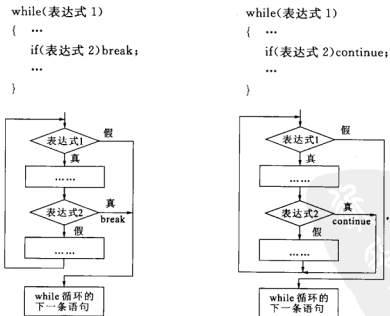 while(表达式 1)
{ …
if(表达式 2)break;
…
}
表达式1
假
真
……
表达式2
真
break
假
……
while 循环的
下一条语句
while(表达式 1)
{ …
if(表达式 2)continue;
…
}
表达式1
假
真
……
表达式2
真
continue
假
……
while 循环的
下一条语句